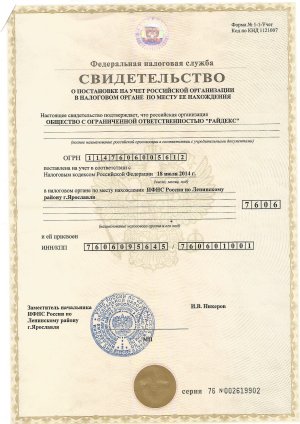 Форма № 1-1-Учет
Код по КНД 1121007
Федеральная налоговая служба
СВИДЕТЕЛЬСТВО
О ПОСТАНОВКЕ НА УЧЕТ РОССИЙСКОЙ ОРГАНИЗАЦИИ
В НАЛОГОВОМ ОРГАНЕ ПО МЕСТУ ЕЕ НАХОЖДЕНИЯ
Настоящее свидетельство подтверждает, что российская организация
ОБЩЕСТВО С ОГРАНИЧЕННОЙ ОТВЕТСТВЕННОСТЬЮ "РАЙДЕКС"
(полное наименование российской организации в соответствии с учредительными документами)
ОГРН 1147606005612
поставлена на учет в соответствии с
Налоговым кодексом Российской Федерации 18 июля 2014 г.
(число, месяц, год)
в налоговом органе по месту нахождения ИФНС России по Ленинскому
району г.Ярославля
7606
(наименование налогового органа и его код)
и ей присвоен
ИНН/КПП 7606095645 / 760601001
Заместитель начальника
ИФНС России по
Ленинскому району
г.Ярославля
И.В. Никеров
МП
серия 76 №002619902